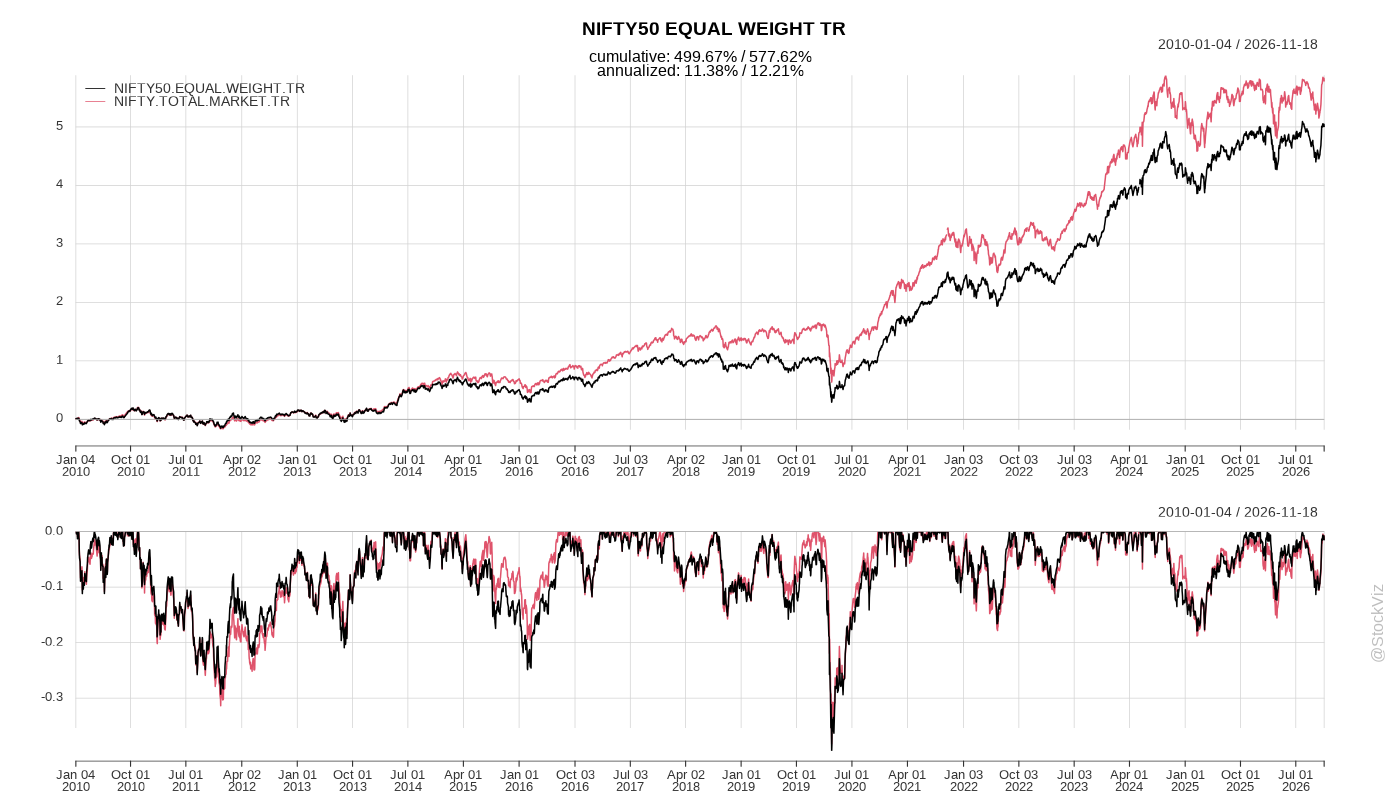 NIFTY50 EQUAL WEIGHT TR
2010-01-04 / 2026-11-18
cumulative: 499.67% / 577.62%
annualized: 11.38% / 12.21%
NIFTY50.EQUAL.WEIGHT.TR
NIFTY.TOTAL.MARKET.TR
5
4
3
2
1
0
Jan 04 Oct 01 Jul 01 Apr 02 Jan 01 Oct 01 Jul 01 Apr 01 Jan 01 Oct 03 Jul 03 Apr 02 Jan 01 Oct 01 Jul 01 Apr 01 Jan 03 Oct 03 Jul 03 Apr 01 Jan 01 Oct 01 Jul 01
2010 2010 2011 2012 2013 2013 2014 2015 2016 2016 2017 2018 2019 2019 2020 2021 2022 2022 2023 2024 2025 2025 2026
2010-01-04 / 2026-11-18
0.0
-0.1
-0.2
-0.3
Jan 04 Oct 01 Jul 01 Apr 02 Jan 01 Oct 01 Jul 01 Apr 01 Jan 01 Oct 03 Jul 03 Apr 02 Jan 01 Oct 01 Jul 01 Apr 01 Jan 03 Oct 03 Jul 03 Apr 01 Jan 01 Oct 01 Jul 01
2010 2010 2011 2012 2013 2013 2014 2015 2016 2016 2017 2018 2019 2019 2020 2021 2022 2022 2023 2024 2025 2025 2026
@StockViz